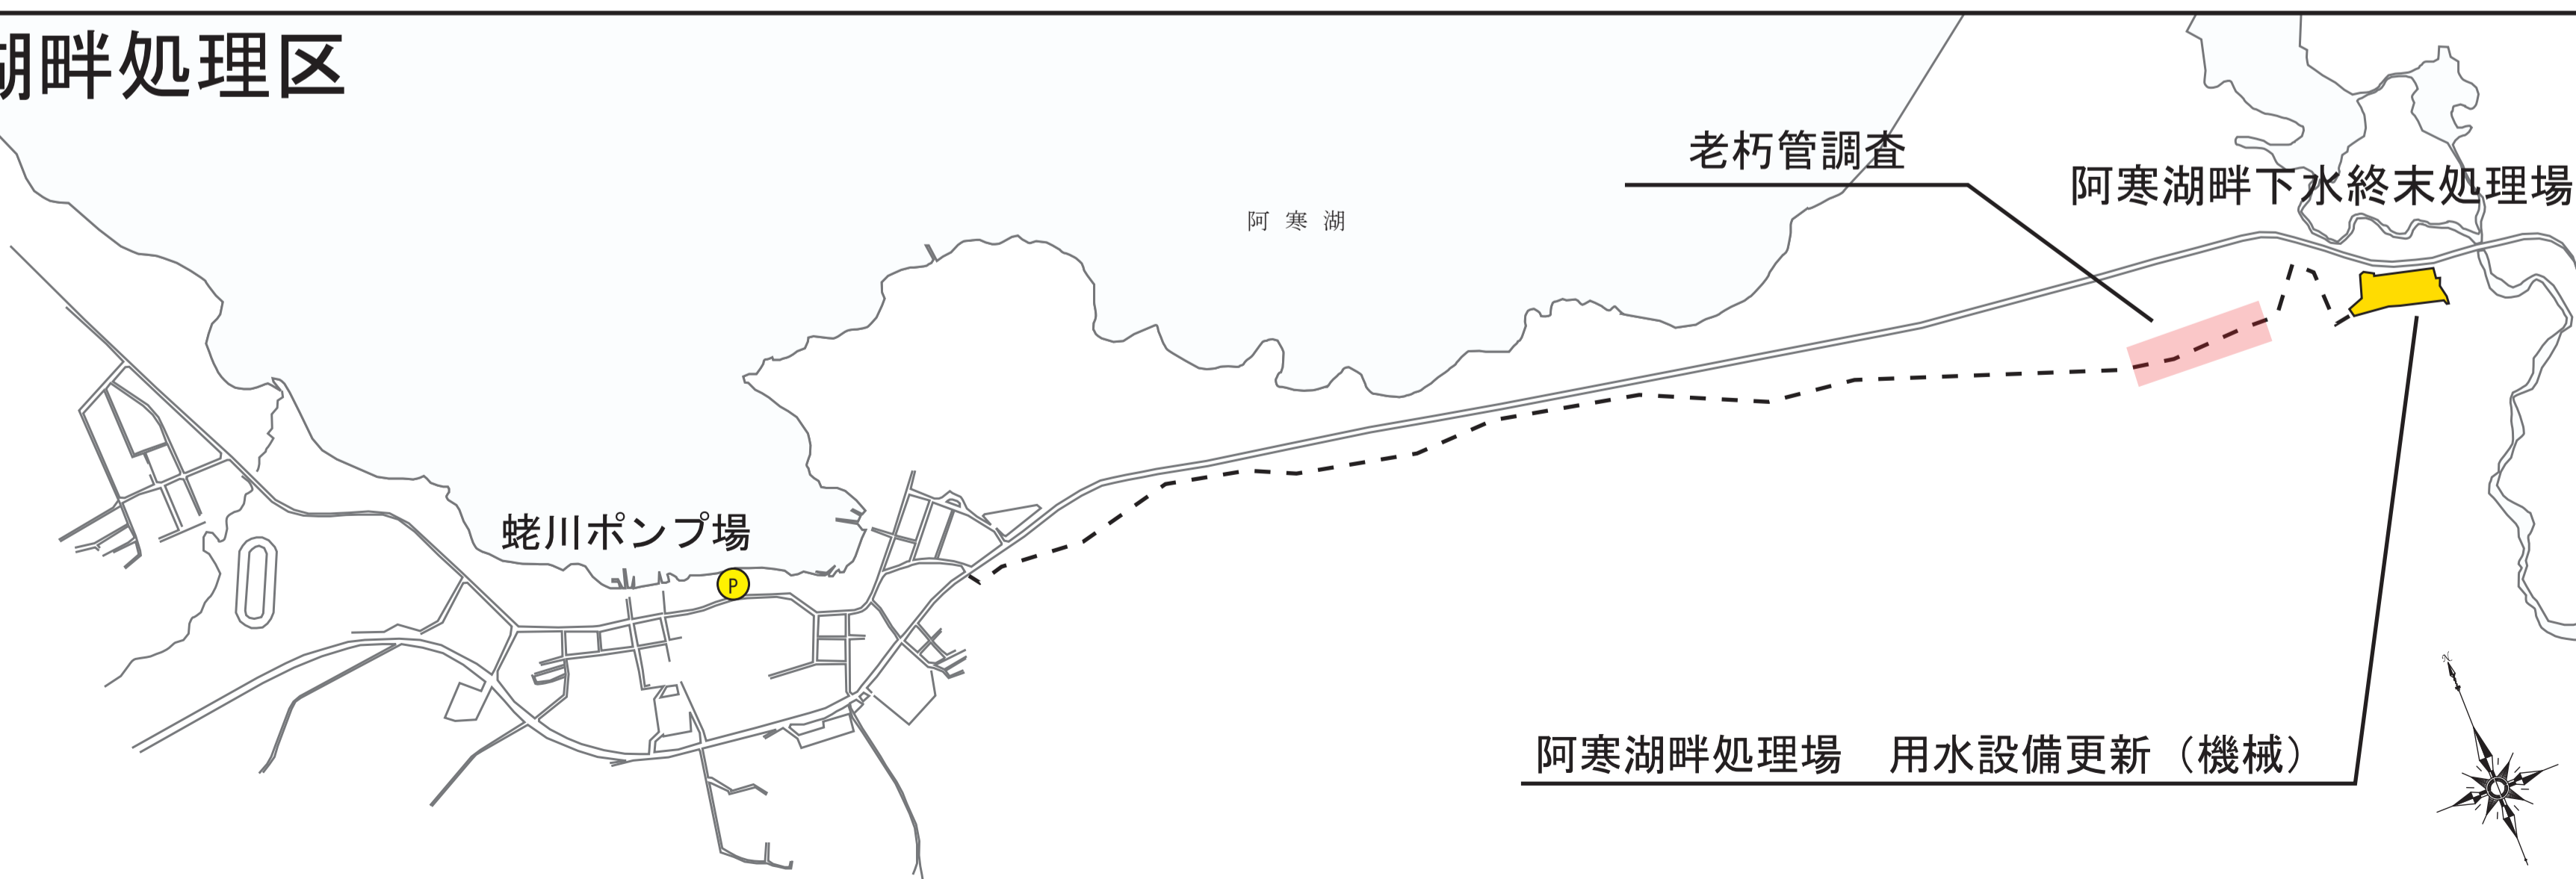 湖畔処理区
老朽管調査
阿寒湖畔下水終末処理場
阿寒湖
蛯川ポンプ場
P
N
阿寒湖畔処理場　用水設備更新（機械）